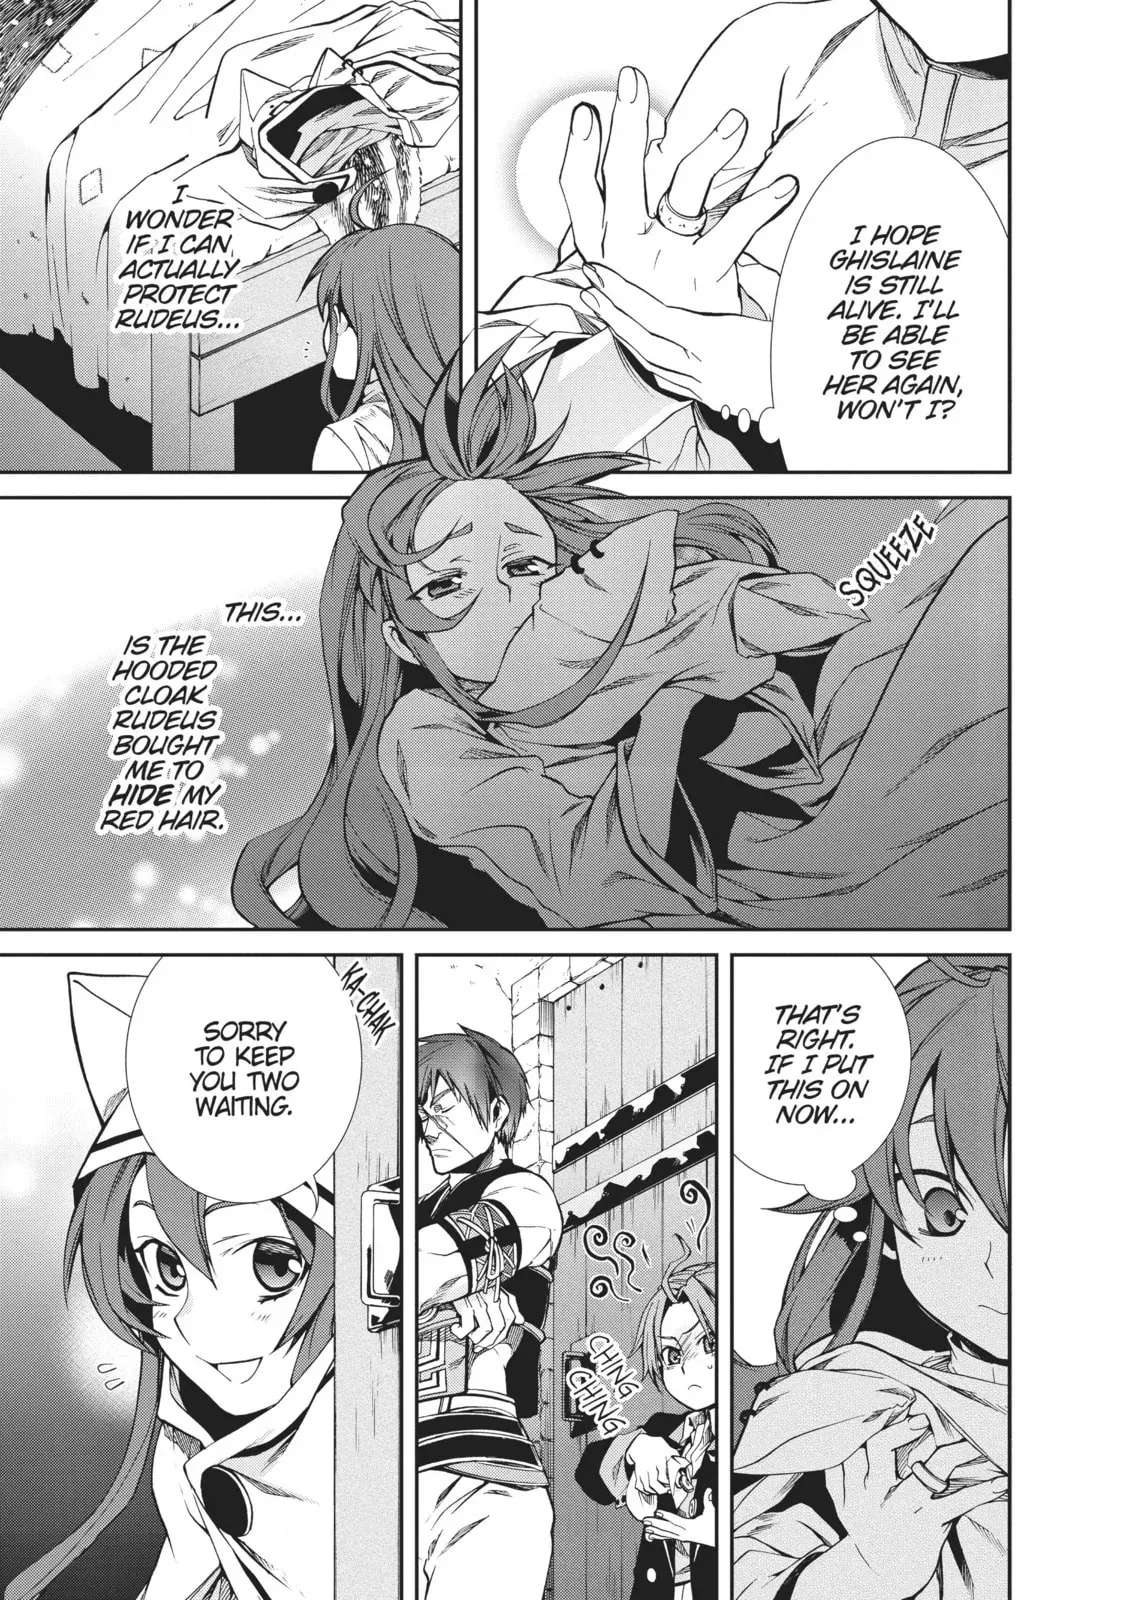 I HOPE
GHISLAINE
IS STILL
ALIVE. I'LL
BE ABLE
TO SEE
HER AGAIN,
WON'T I?
I
WONDER
IF I CAN
ACTUALLY
PROTECT
RUDEUS...
SQUEEZE
THIS...
IS THE
HOODED
CLOAK
RUDEUS
BOUGHT
ME TO
HIDE MY
RED HAIR.
THAT'S
RIGHT.
IF I PUT
THIS ON
NOW...
CHING
CHING
KA-CHAK
SORRY
TO KEEP
YOU TWO
WAITING.